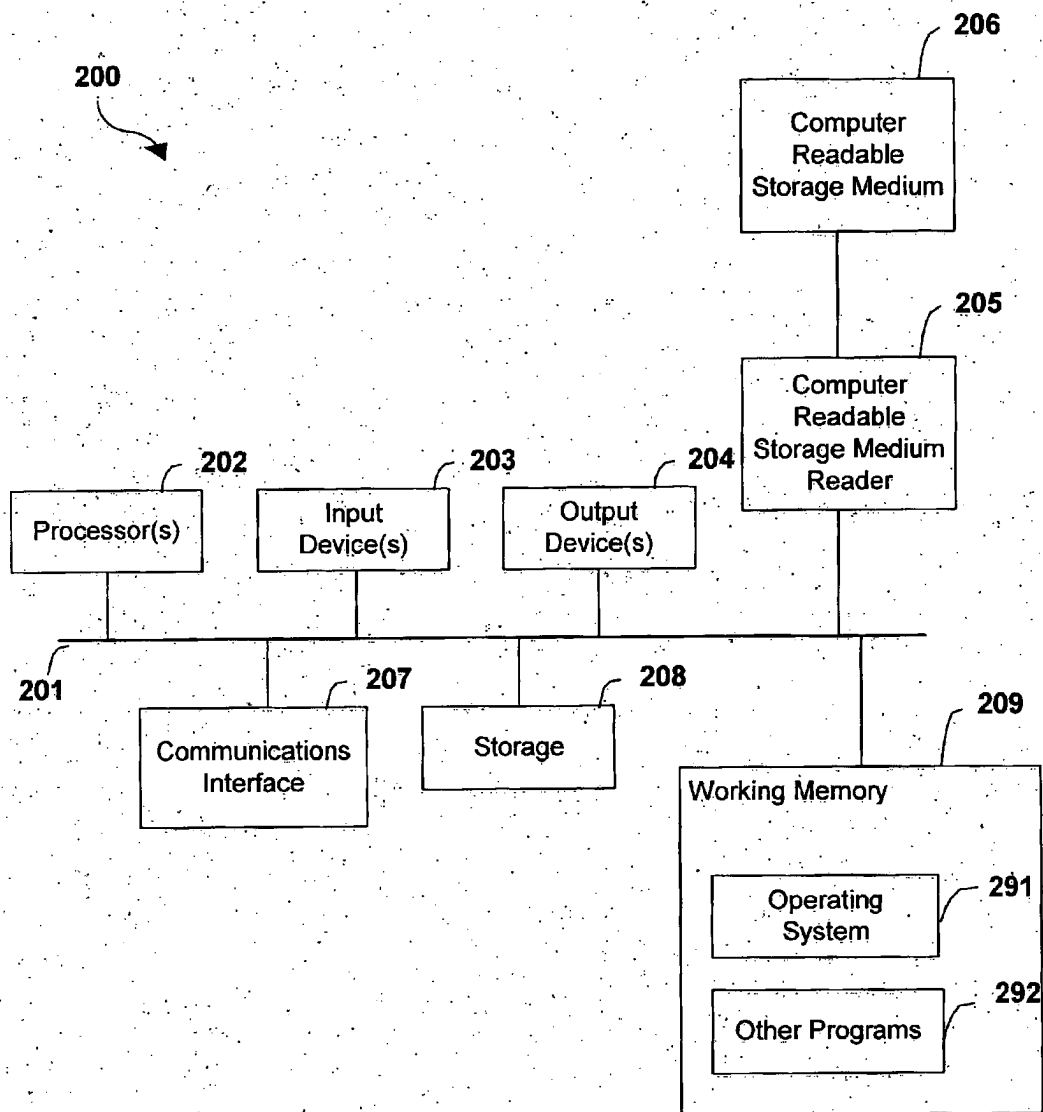 206
200
Computer
Readable
Storage Medium
205
Computer
Readable
Storage Medium
Reader
202
203
204
Processor(s)
Input
Device(s)
Output
Device(s)
201
207
208
209
Communications
Interface
Storage
Working Memory
291
Operating
System
292
Other Programs